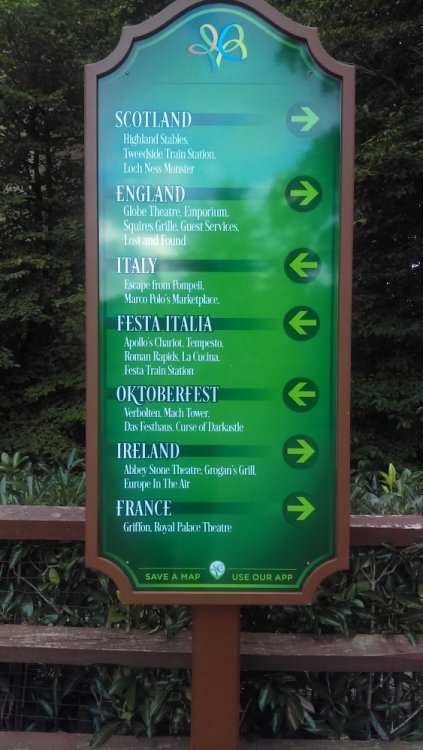 SCOTLAND
Highland Stables,
Tweedside Train Station,
Loch Ness Monster
ENGLAND
Globe Theatre, Emporium,
Squires Grille, Guest Services,
Lost and Found
ITALY
Escape from Pompeii,
Marco Polo's Marketplace,
FESTA ITALIA
Apollo's Chariot, Tempesto,
Roman Rapids, La Cucina,
Festa Train Station
OKTOBERFEST
Verbolten, Mach Tower,
Das Festhaus, Curse of Darkastle
IRELAND
Abbey Stone Theatre, Grogan's Grill,
Europe In The Air
FRANCE
Griffon, Royal Palace Theatre
SAVE A MAP USE OUR APP